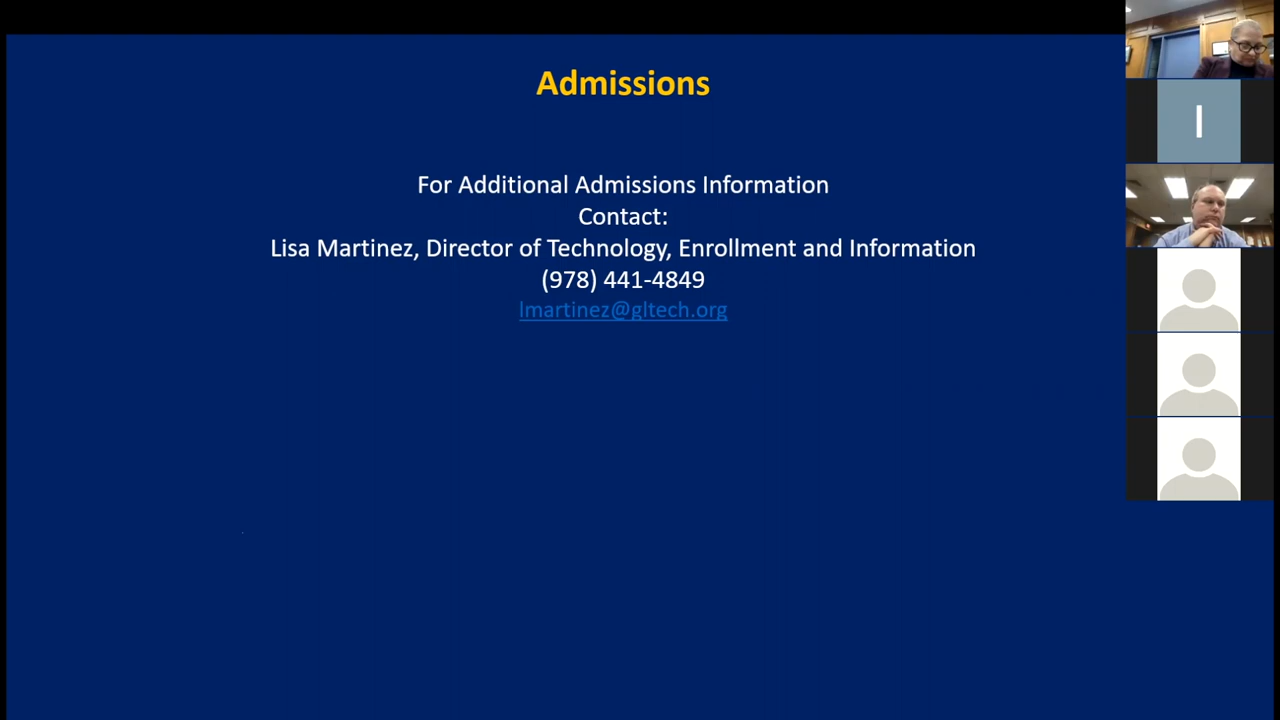 Admissions
For Additional Admissions Information
Contact:
Lisa Martinez, Director of Technology, Enrollment and Information
(978) 441-4849
lmartinez@gltech.org
I